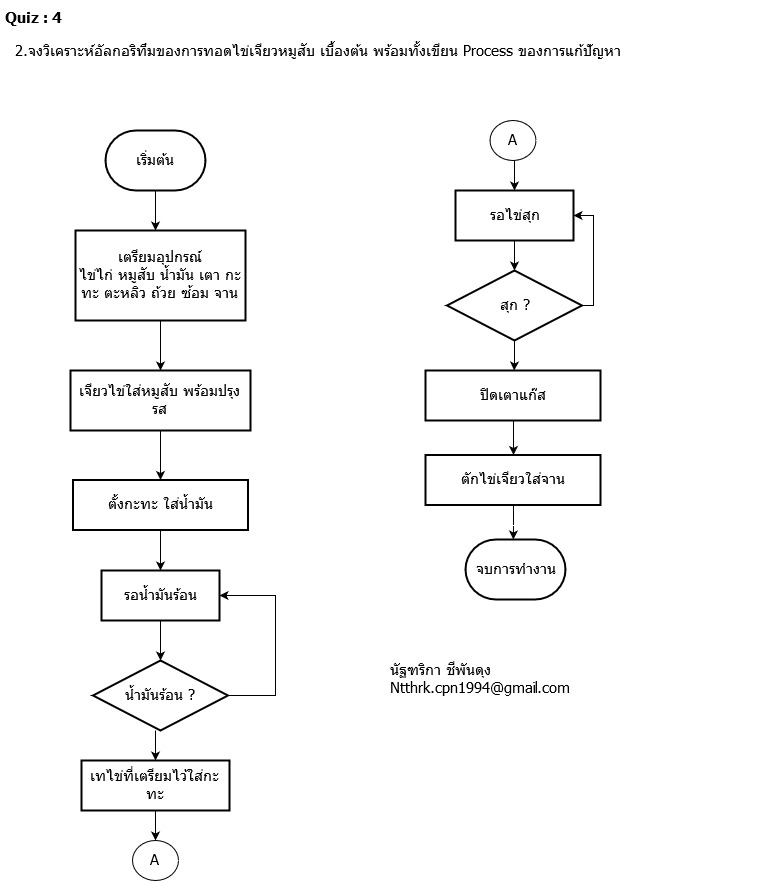 Quiz : 4
2.จงวิเคราะห์อัลกอริทึ่มของการทอดไข่เจียวหมูสับ เบื้องต้น พร้อมทั้งเขียน Process ของการแก้ปัญหา
เริ่มต้น
เตรียมอุปกรณ์
ไข่ไก่ หมูสับ น้ำมัน เตา กะ
ทะ ตะหลิว ถ้วย ซ้อม จาน
เจียวไข่ใส่หมูสับ พร้อมปรุง
รส
ตั้งกะทะ ใส่น้ำมัน
รอน้ำมันร้อน
น้ำมันร้อน ?
เทไข่ที่เตรียมไว้ใส่กะ
ทะ
A
A
รอไข่สุก
สุก ?
ปิดเตาแก๊ส
ตักไข่เจียวใส่จาน
จบการทำงาน
นัฐฑริกา ชีพันดุง
Ntthrk.cpn1994@gmail.com